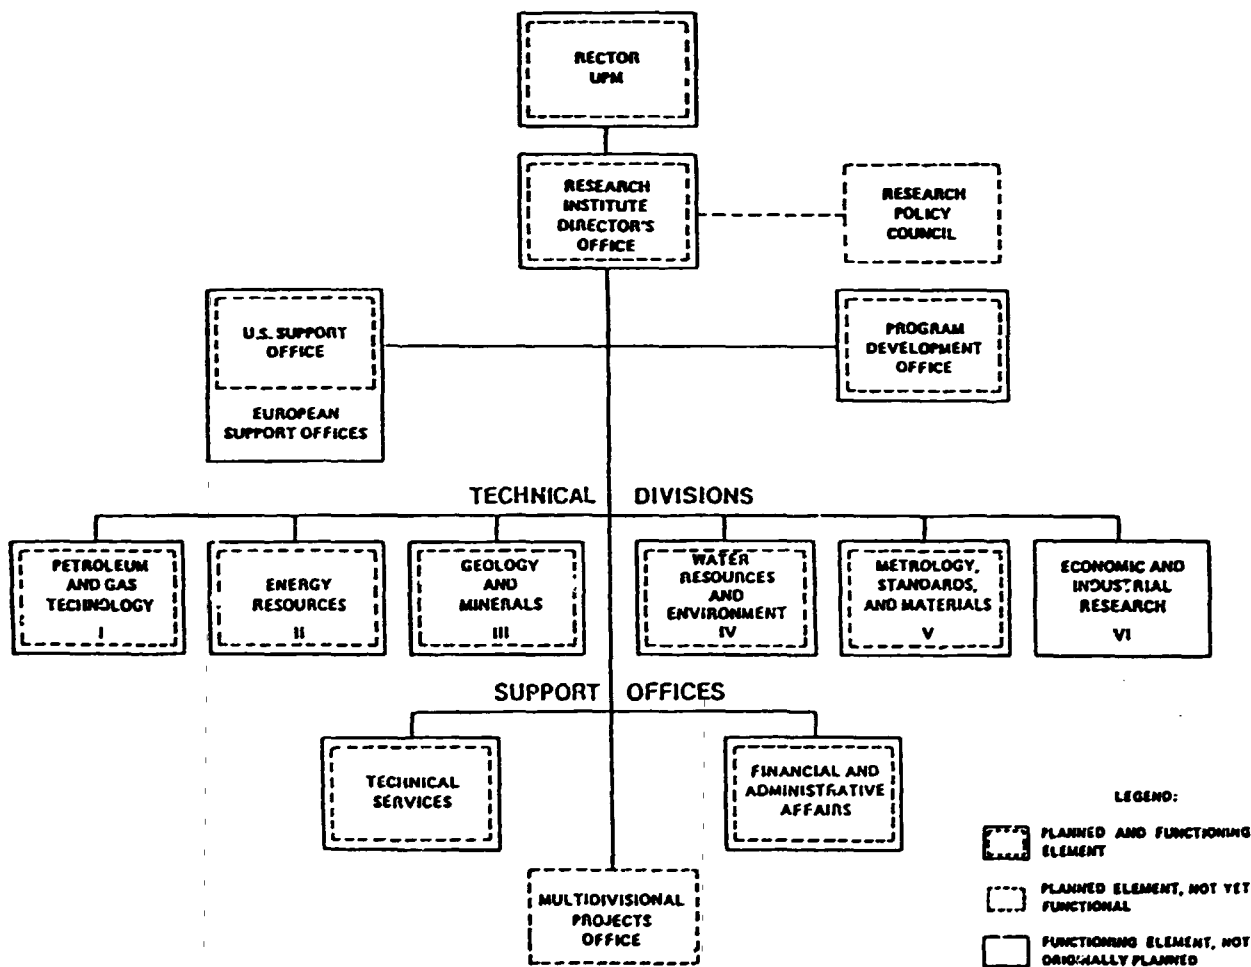 RECTOR
UPM
RESEARCH
INSTITUTE
DIRECTOR'S
OFFICE
RESEARCH
POLICY
COUNCIL
U.S. SUPPORT
OFFICE
EUROPEAN
SUPPORT OFFICES
PROGRAM
DEVELOPMENT
OFFICE
TECHNICAL DIVISIONS
PETROLEUM
AND GAS
TECHNOLOGY
I
ENERGY
RESOURCES
II
GEOLOGY
AND
MINERALS
III
WATER
RESOURCES
AND
ENVIRONMENT
IV
METROLOGY,
STANDARDS,
AND MATERIALS
V
ECONOMIC AND
INDUSTRIAL
RESEARCH
VI
SUPPORT OFFICES
TECHNICAL
SERVICES
FINANCIAL AND
ADMINISTRATIVE
AFFAIRS
MULTIDIVISIONAL
PROJECTS
OFFICE
LEGEND:
PLANNED AND FUNCTIONING
ELEMENT
PLANNED ELEMENT, NOT YET
FUNCTIONAL
FUNCTIONING ELEMENT, NOT
ORIGINALLY PLANNED